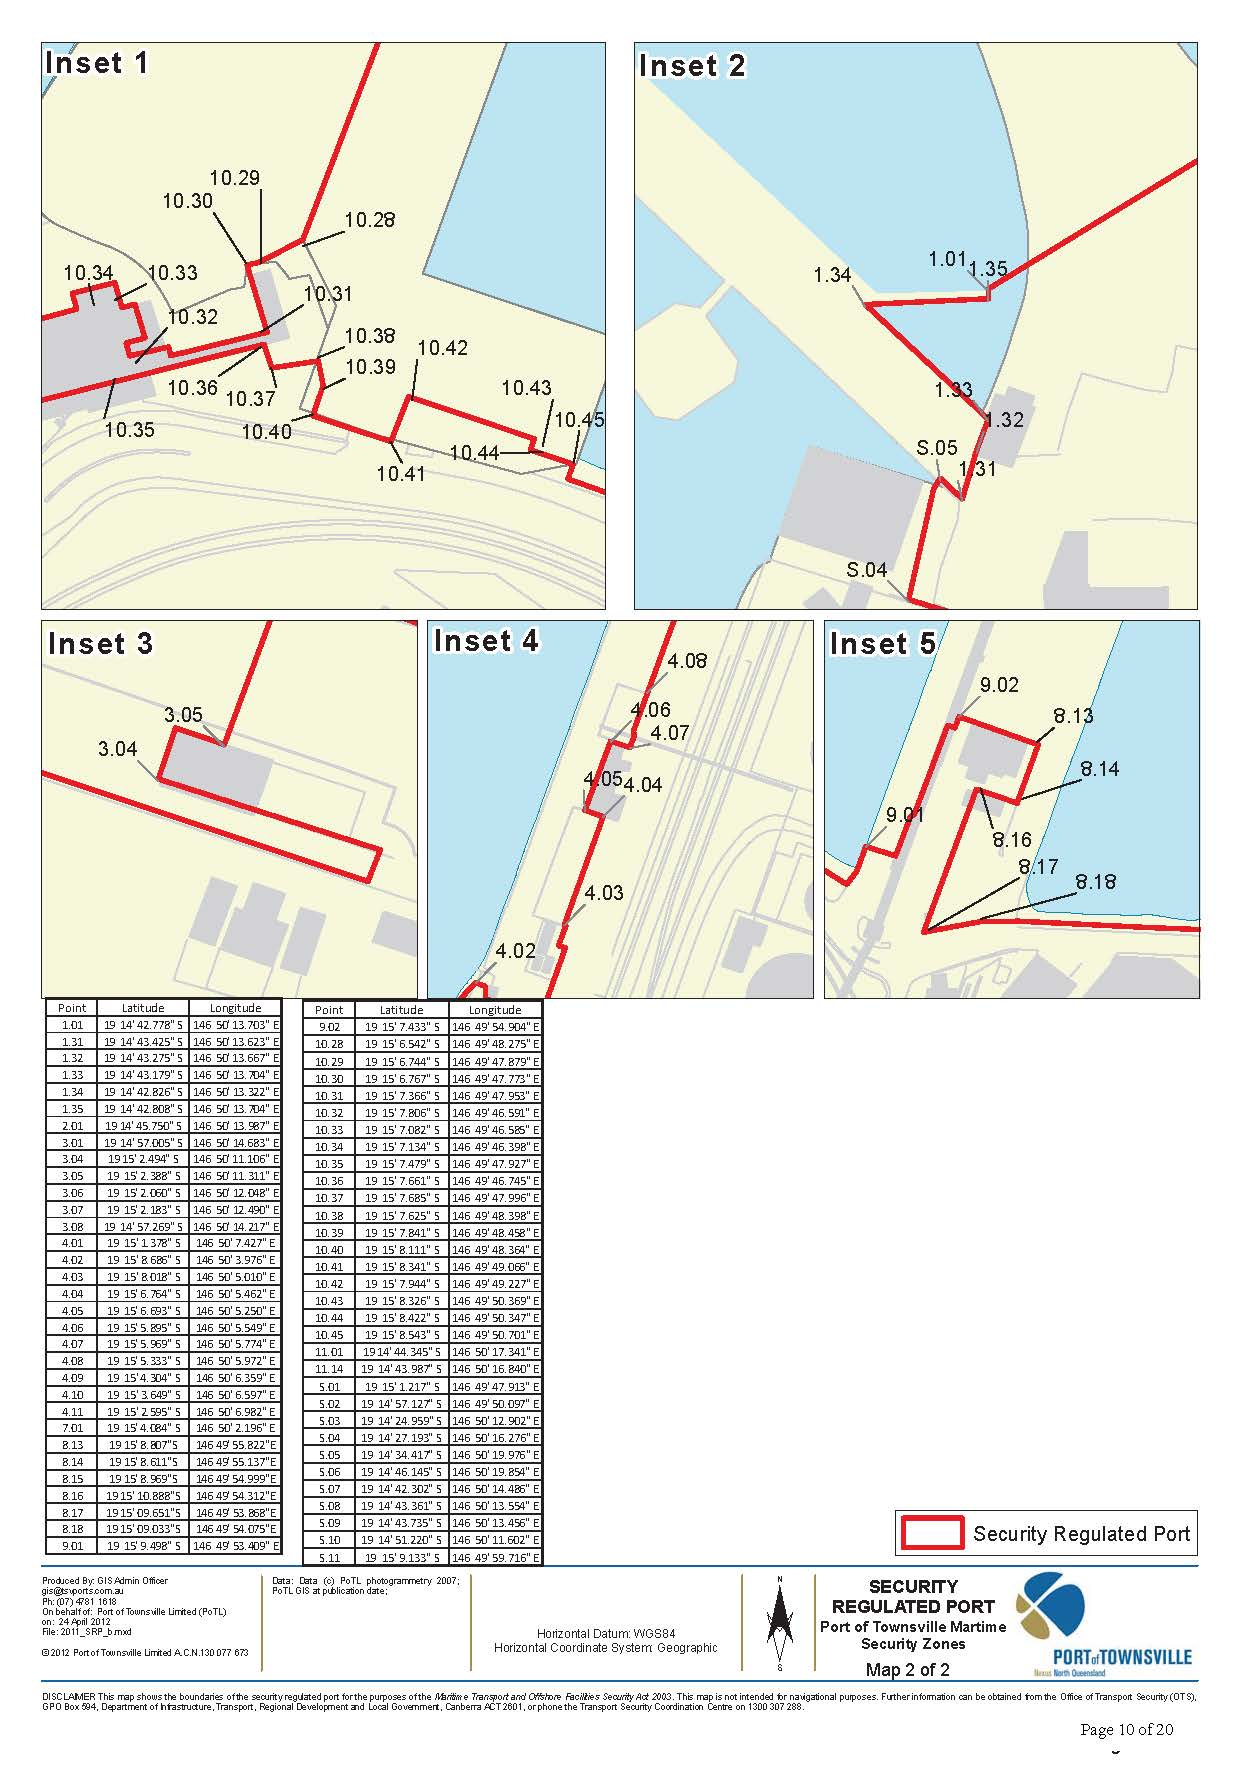 Inset 1
10.29
10.30
10.28
10.34
10.33
10.31
10.32
10.38
10.42
10.39
10.36
10.37
10.43
10.45
10.35
10.40
10.44
10.41
Inset 2
1.34
1.01
1.35
1.33
1.32
S.05
1.31
S.04
Inset 3
3.05
3.04
Inset 4
4.08
4.06
4.07
4.05
4.04
4.03
4.02
Inset 5
9.02
8.13
8.14
9.01
8.16
8.17
8.18
Point Latitude Longitude
1.01 19 14' 42.778" S 146 50' 13.703" E
1.31 19 14' 43.425" S 146 50' 13.623" E
1.32 19 14' 43.275" S 146 50' 13.667" E
1.33 19 14' 43.179" S 146 50' 13.704" E
1.34 19 14' 42.826" S 146 50' 13.322" E
1.35 19 14' 42.808" S 146 50' 13.704" E
2.01 19 14' 45.750" S 146 50' 13.987" E
3.01 19 14' 57.005" S 146 50' 14.683" E
3.04 19 15' 2.494" S 146 50' 11.106" E
3.05 19 15' 2.388" S 146 50' 11.311" E
3.06 19 15' 2.060" S 146 50' 12.048" E
3.07 19 15' 2.183" S 146 50' 12.490" E
3.08 19 14' 57.269" S 146 50' 14.217" E
4.01 19 15' 1.378" S 146 50' 7.427" E
4.02 19 15' 8.686" S 146 50' 3.976" E
4.03 19 15' 8.018" S 146 50' 5.010" E
4.04 19 15' 6.764" S 146 50' 5.462" E
4.05 19 15' 6.693" S 146 50' 5.250" E
4.06 19 15' 5.895" S 146 50' 5.549" E
4.07 19 15' 5.969" S 146 50' 5.774" E
4.08 19 15' 5.333" S 146 50' 5.972" E
4.09 19 15' 4.304" S 146 50' 6.359" E
4.10 19 15' 3.649" S 146 50' 6.597" E
4.11 19 15' 2.595" S 146 50' 6.982" E
7.01 19 15' 4.084" S 146 50' 2.196" E
8.13 19 15' 8.807"S 146 49' 55.822"E
8.14 19 15' 8.611"S 146 49' 55.137"E
8.15 19 15' 8.969"S 146 49' 54.999"E
8.16 19 15' 10.888"S 146 49' 54.312"E
8.17 19 15' 09.651"S 146 49' 53.868"E
8.18 19 15' 09.033"S 146 49' 54.075"E
9.01 19 15' 9.498" S 146 49' 53.409"E
Point Latitude Longitude
9.02 19 15' 7.433" S 146 49' 54.904" E
10.28 19 15' 6.542" S 146 49' 48.275" E
10.29 19 15' 6.744" S 146 49' 47.879" E
10.30 19 15' 6.767" S 146 49' 47.773" E
10.31 19 15' 7.366" S 146 49' 47.953" E
10.32 19 15' 7.806" S 146 49' 46.591" E
10.33 19 15' 7.082" S 146 49' 46.585" E
10.34 19 15' 7.134" S 146 49' 46.398" E
10.35 19 15' 7.479" S 146 49' 47.927" E
10.36 19 15' 7.661" S 146 49' 46.745" E
10.37 19 15' 7.685" S 146 49' 47.996" E
10.38 19 15' 7.625" S 146 49' 48.398" E
10.39 19 15' 7.841" S 146 49' 48.458" E
10.40 19 15' 8.111" S 146 49' 48.364" E
10.41 19 15' 8.341" S 146 49' 49.066" E
10.42 19 15' 7.944" S 146 49' 49.227" E
10.43 19 15' 8.326" S 146 49' 50.369" E
10.44 19 15' 8.422" S 146 49' 50.347" E
10.45 19 15' 8.543" S 146 49' 50.701" E
11.01 19 14' 44.345" S 146 50' 17.341" E
11.14 19 14' 43.987" S 146 50' 16.840" E
S.01 19 15' 1.217" S 146 49' 47.913" E
S.02 19 14' 57.127" S 146 49' 50.097" E
S.03 19 14' 24.959" S 146 50' 12.902" E
S.04 19 14' 27.193" S 146 50' 16.276" E
S.05 19 14' 34.417" S 146 50' 19.976" E
S.06 19 14' 46.145" S 146 50' 19.854" E
S.07 19 14' 42.302" S 146 50' 14.486" E
S.08 19 14' 43.361" S 146 50' 13.554" E
S.09 19 14' 43.735" S 146 50' 13.456" E
S.10 19 14' 51.220" S 146 50' 11.602" E
S.11 19 15' 9.133" S 146 49' 59.716" E
Security Regulated Port
Produced By: GIS Admin Officer
gis@tsvports.com.au
Ph: (07) 4781 1618
On behalf of: Port of Townsville Limited (PoTL)
on: 24 April 2012
File: 2011_SRP_b.mxd
©2012 Port of Townsville Limited A.C.N.130 077 673
Data: Data (c) PoTL photogrammetry 2007;
PoTL GIS at publication date;
Horizontal Datum: WGS84
Horizontal Coordinate System: Geographic
N
S
SECURITY
REGULATED PORT
Port of Townsville Martime
Security Zones
Map 2 of 2
PORT of TOWNSVILLE
Nexus North Queensland
DISCLAIMER This map shows the boundaries of the security regulated port for the purposes of the Maritime Transport and Offshore Facilities Security Act 2003. This map is not intended for navigational purposes. Further information can be obtained from the Office of Transport Security (OTS),
GPO Box 594, Department of Infrastructure, Transport, Regional Development and Local Government, Canberra ACT 2601, or phone the Transport Security Coordination Centre on 1300 307 288.
Page 10 of 20